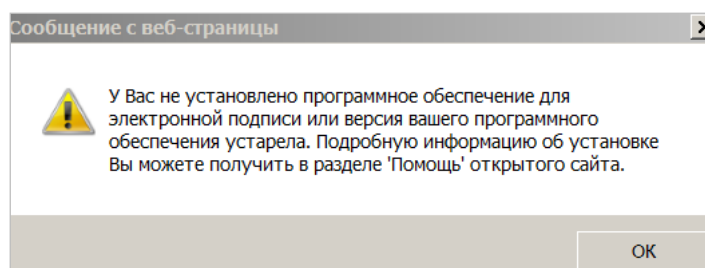 Сообщение с веб-страницы
У Вас не установлено программное обеспечение для
электронной подписи или версия вашего программного
обеспечения устарела. Подробную информацию об установке
Вы можете получить в разделе 'Помощь' открытого сайта.
ОК